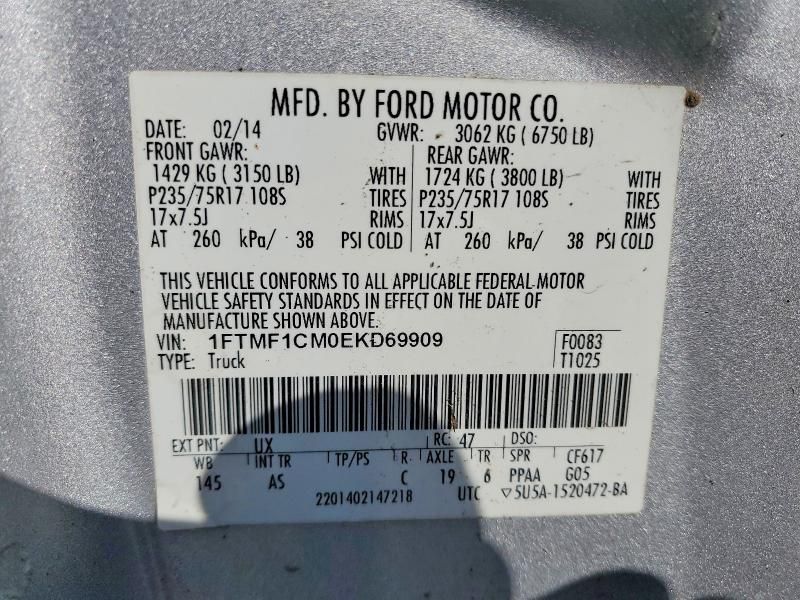 MFD. BY FORD MOTOR CO.
DATE: 02/14 GVWR: 3062 KG ( 6750 LB)
FRONT GAWR: REAR GAWR:
1429 KG ( 3150 LB) WITH 1724 KG ( 3800 LB) WITH
P235/75R17 108S TIRES P235/75R17 108S TIRES
17x7.5J RIMS 17x7.5J RIMS
AT 260 kPa/ 38 PSI COLD AT 260 kPa/ 38 PSI COLD
THIS VEHICLE CONFORMS TO ALL APPLICABLE FEDERAL MOTOR
VEHICLE SAFETY STANDARDS IN EFFECT ON THE DATE OF
MANUFACTURE SHOWN ABOVE.
VIN: 1FTMF1CM0EKD69909 F0083
TYPE: Truck T1025
EXT PNT: UX RC: 47 DSO:
WB INT TR TP/PS R AXLE TR SPR CF617
145 AS C 19 6 PPAA G05
2201402147218 UTC ▽5U5A-1520472-BA